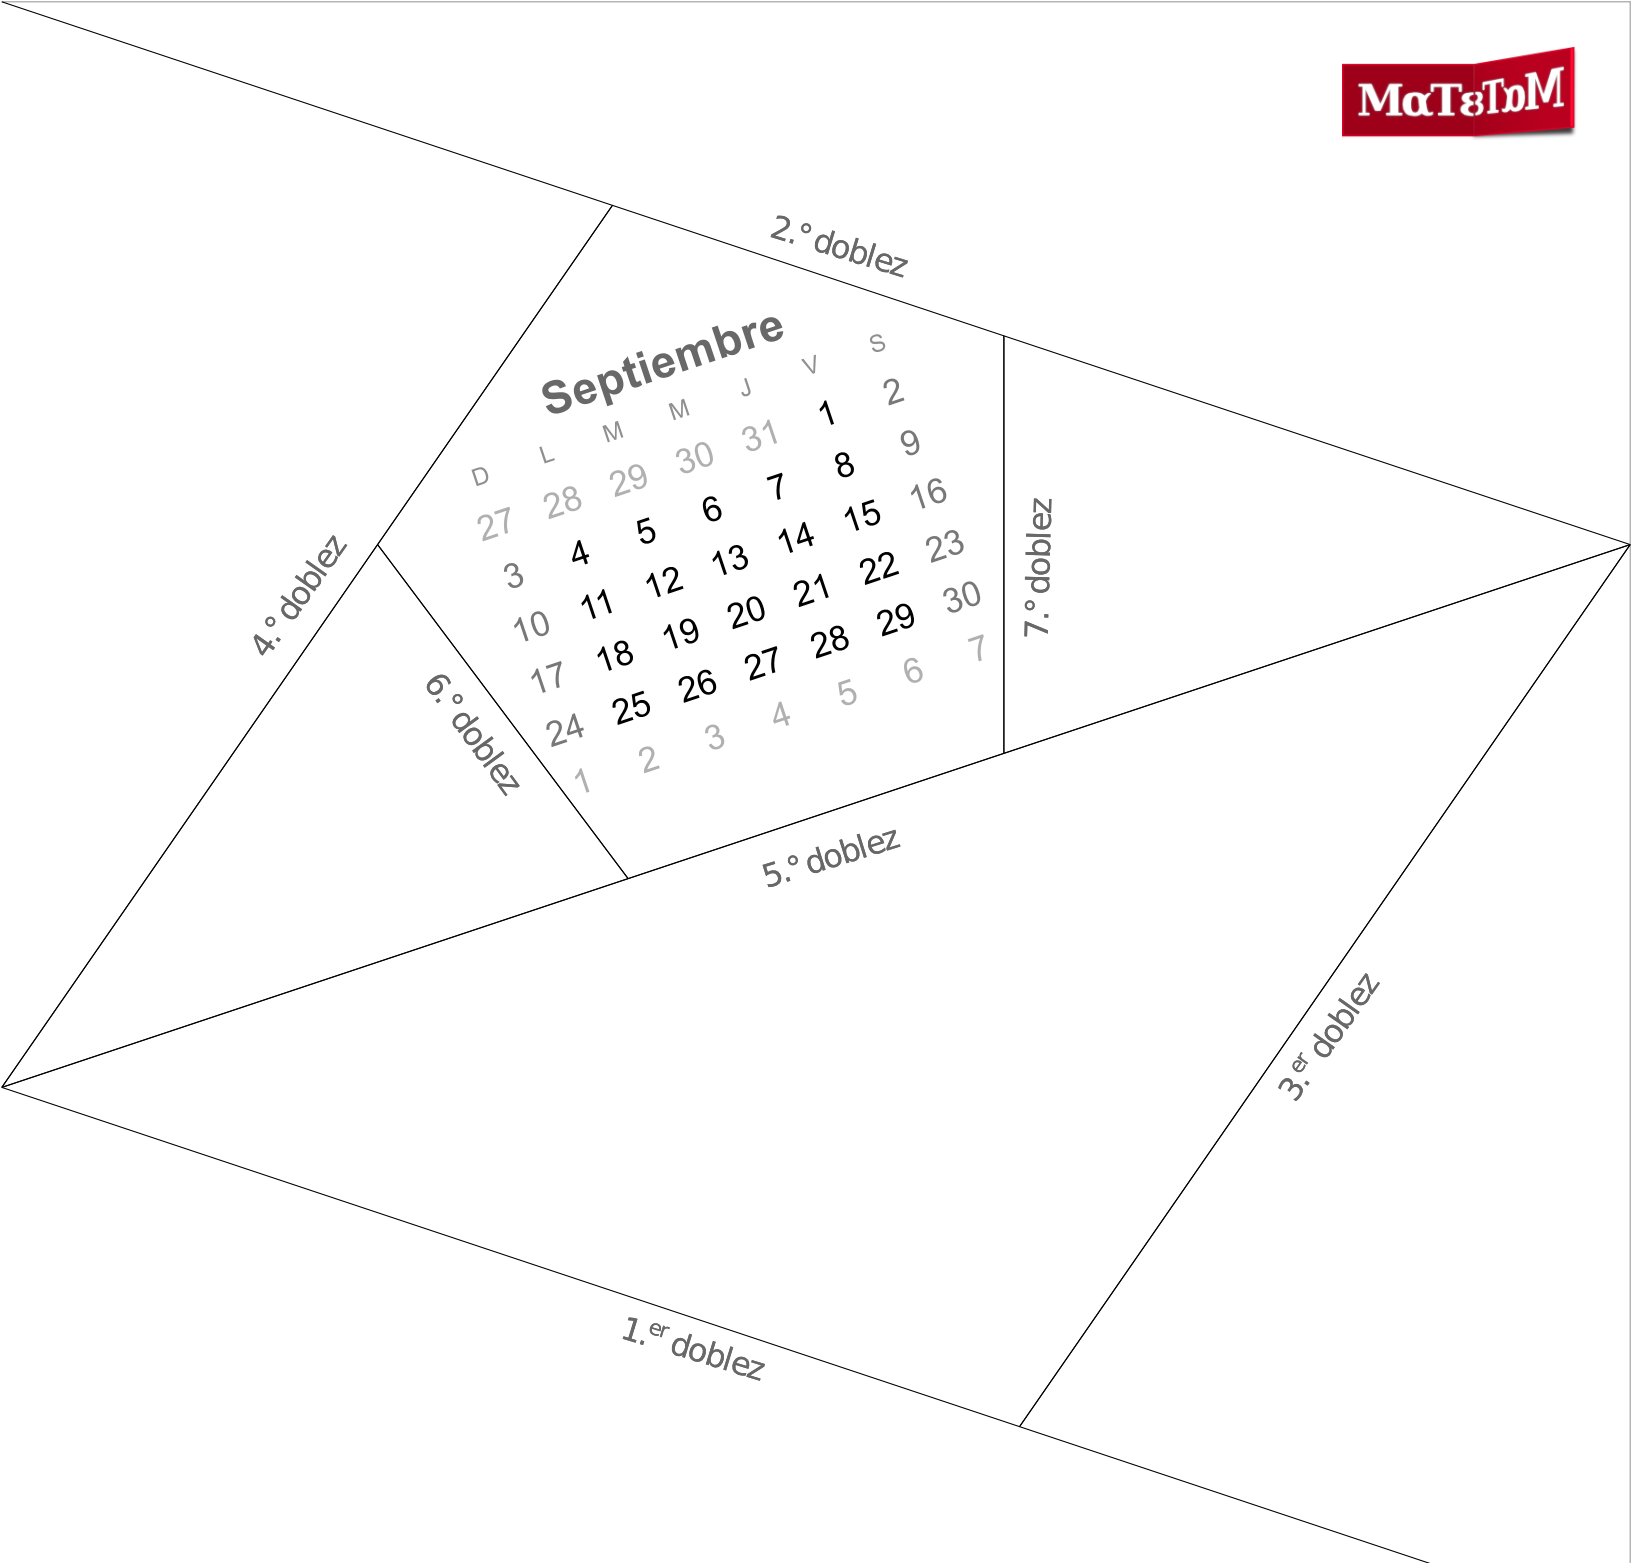 MαTεTαM
2.º doblez
Septiembre
D L M M J V S
27 28 29 30 31 1 2
3 4 5 6 7 8 9
10 11 12 13 14 15 16
17 18 19 20 21 22 23
24 25 26 27 28 29 30
1 2 3 4 5 6 7
4.º doblez
7.º doblez
6.º doblez
5.º doblez
3.er doblez
1.er doblez